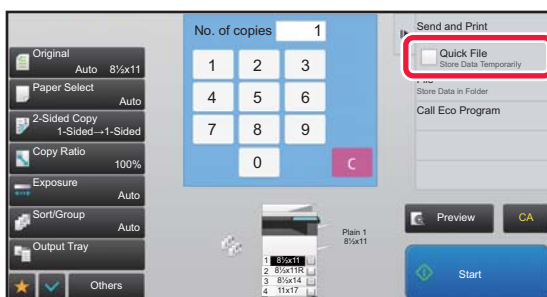 Original
Auto 8½x11
Paper Select
Auto
2-Sided Copy
1-Sided→1-Sided
Copy Ratio
100%
Exposure
Auto
Sort/Group
Auto
Output Tray
Others
No. of copies 1
1 2 3
4 5 6
7 8 9
0 C
Plain 1
8½x11
1 8½x11
2 8½x11R
3 8½x14
4 11x17
Send and Print
Quick File
Store Data Temporarily
Store Data in Folder
Call Eco Program
Preview CA
Start